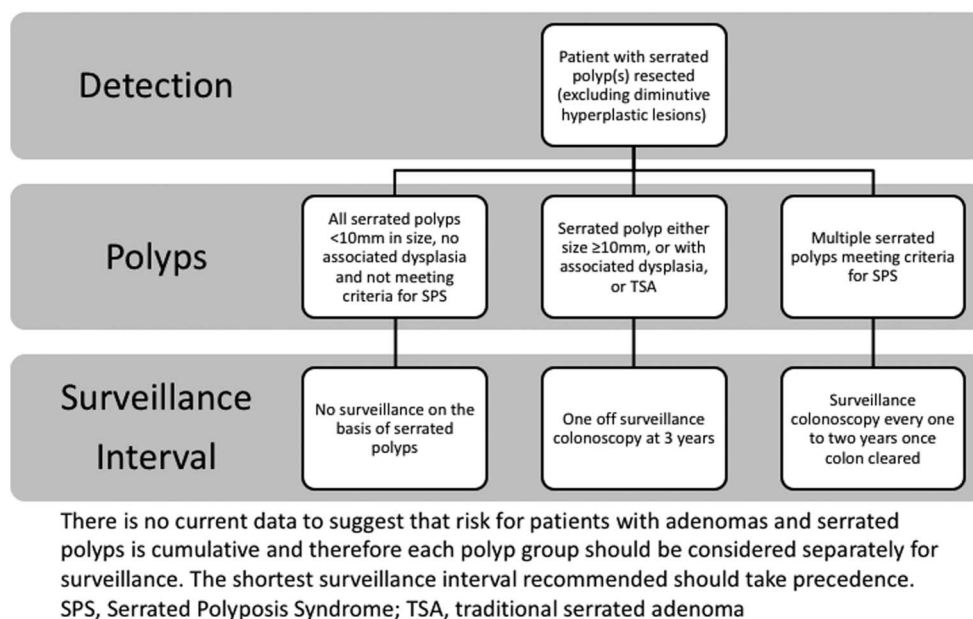 Detection
Patient with serrated
polyp(s) resected
(excluding diminutive
hyperplastic lesions)
Polyps
All serrated polyps
<10mm in size, no
associated dysplasia
and not meeting
criteria for SPS
Serrated polyp either
size ≥10mm, or with
associated dysplasia,
or TSA
Multiple serrated
polyps meeting criteria
for SPS
Surveillance
Interval
No surveillance on the
basis of serrated
polyps
One off surveillance
colonoscopy at 3 years
Surveillance
colonoscopy every one
to two years once
colon cleared
There is no current data to suggest that risk for patients with adenomas and serrated
polyps is cumulative and therefore each polyp group should be considered separately for
surveillance. The shortest surveillance interval recommended should take precedence.
SPS, Serrated Polyposis Syndrome; TSA, traditional serrated adenoma